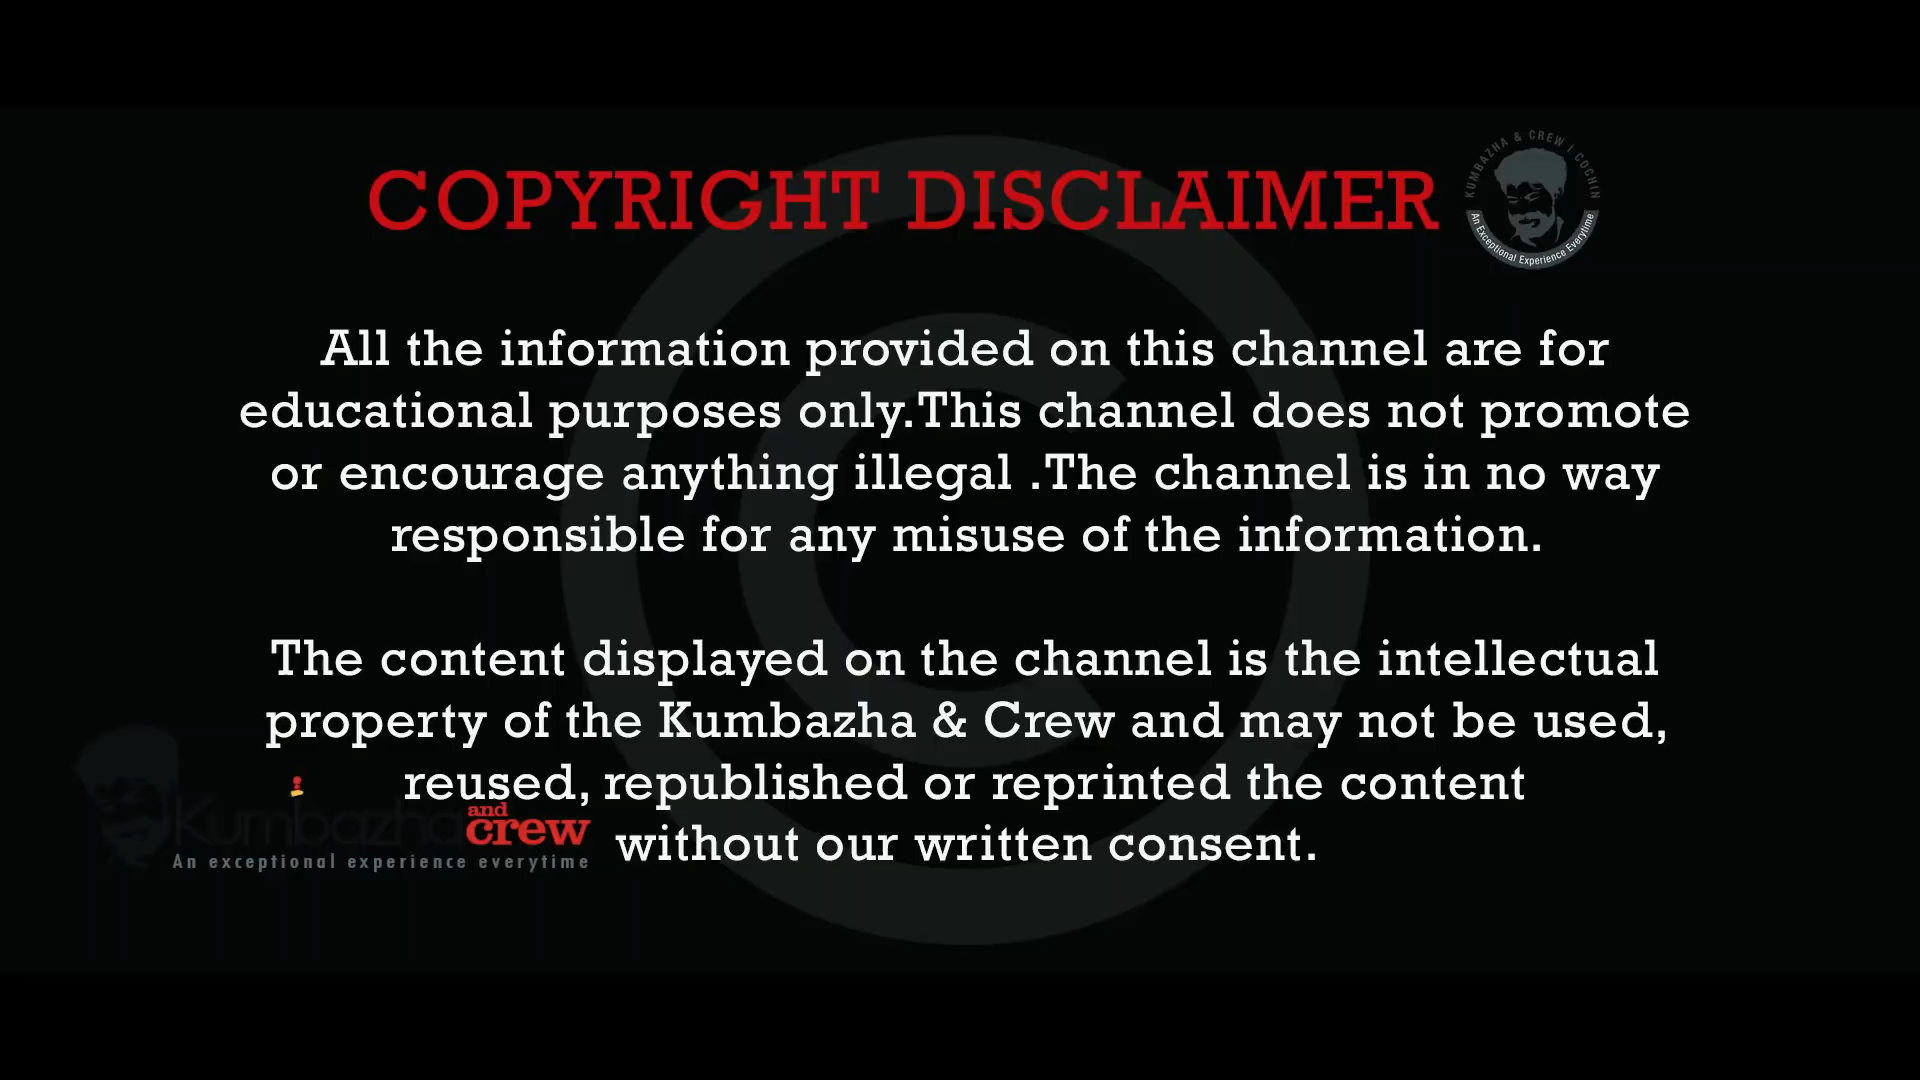 COPYRIGHT DISCLAIMER
KUMBAZHA & CREW | COCHIN
An Exceptional Experience Everytime
All the information provided on this channel are for
educational purposes only.This channel does not promote
or encourage anything illegal .The channel is in no way
responsible for any misuse of the information.
The content displayed on the channel is the intellectual
property of the Kumbazha & Crew and may not be used,
reused, republished or reprinted the content
without our written consent.
Kumbazha and crew
An exceptional experience everytime